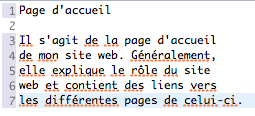 1 Page d'accueil
2
3 Il s'agit de la page d'accueil
4 de mon site web. Généralement,
5 elle explique le rôle du site
6 web et contient des liens vers
7 les différentes pages de celui-ci.